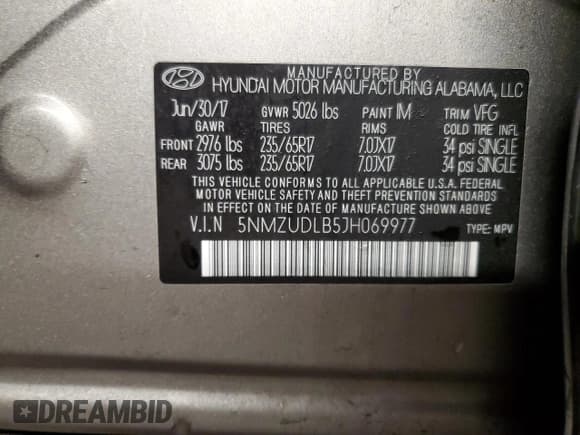 MANUFACTURED BY
HYUNDAI MOTOR MANUFACTURING ALABAMA, LLC
Jun/30/17 GVWR 5026 lbs PAINT IM TRIM VFG
GAWR TIRES RIMS COLD TIRE INFL
FRONT 2976 lbs 235/65R17 7.0JX17 34 psi SINGLE
REAR 3075 lbs 235/65R17 7.0JX17 34 psi SINGLE
THIS VEHICLE CONFORMS TO ALL APPLICABLE U.S.A. FEDERAL
MOTOR VEHICLE SAFETY AND THEFT PREVENTION STANDARDS
IN EFFECT ON THE DATE OF MANUFACTURE SHOWN ABOVE.
V.I.N 5NMZUDLB5JH069977 TYPE: MPV
DREAMBID